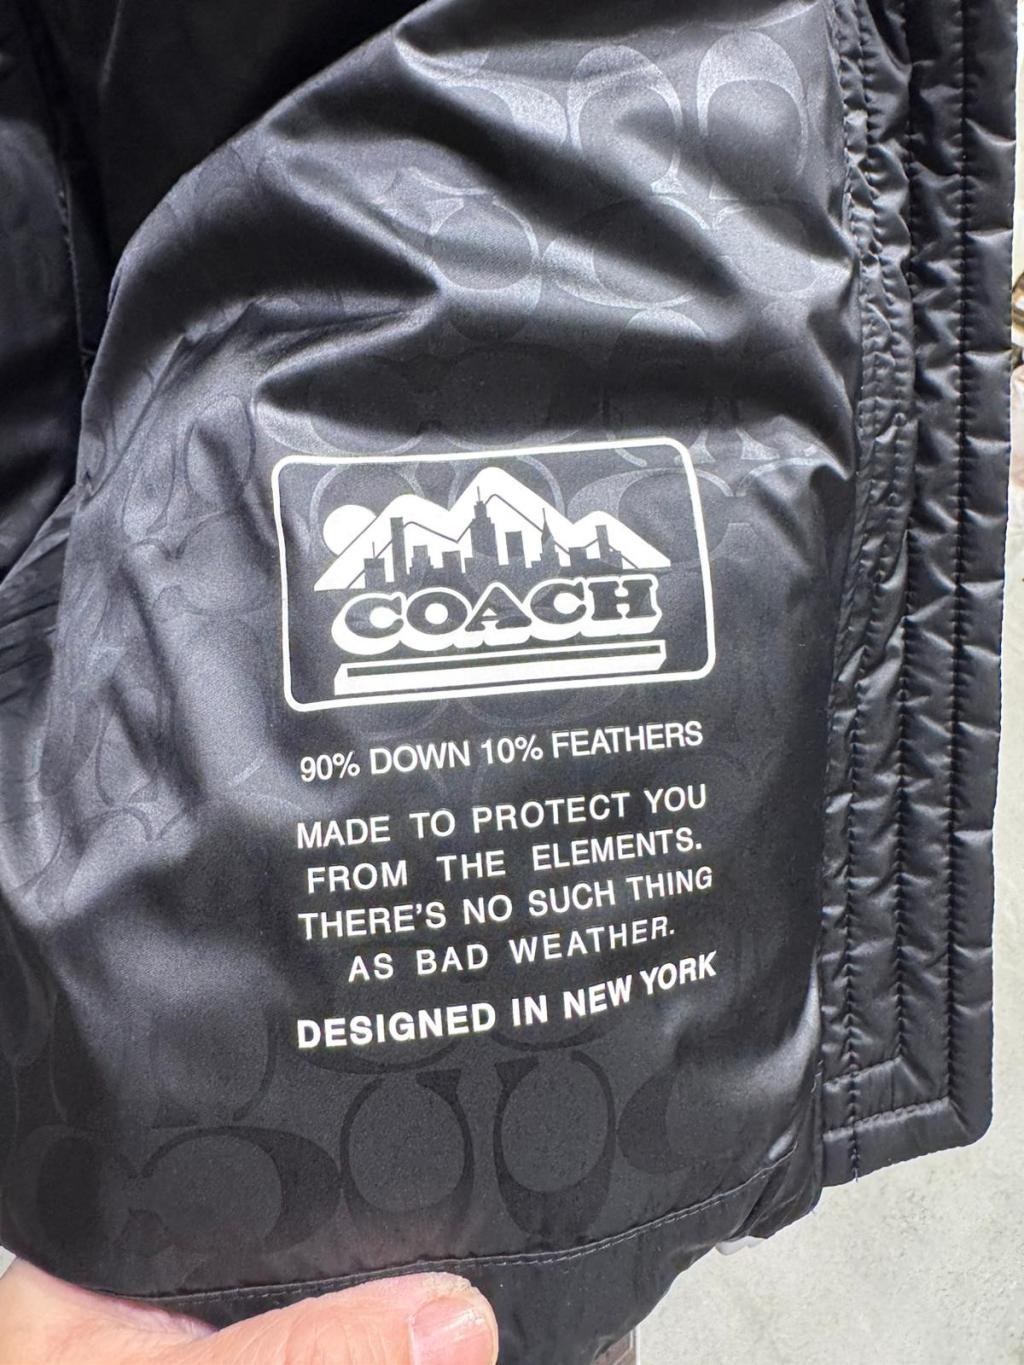 COACH
90% DOWN 10% FEATHERS
MADE TO PROTECT YOU
FROM THE ELEMENTS.
THERE'S NO SUCH THING
AS BAD WEATHER.
DESIGNED IN NEW YORK